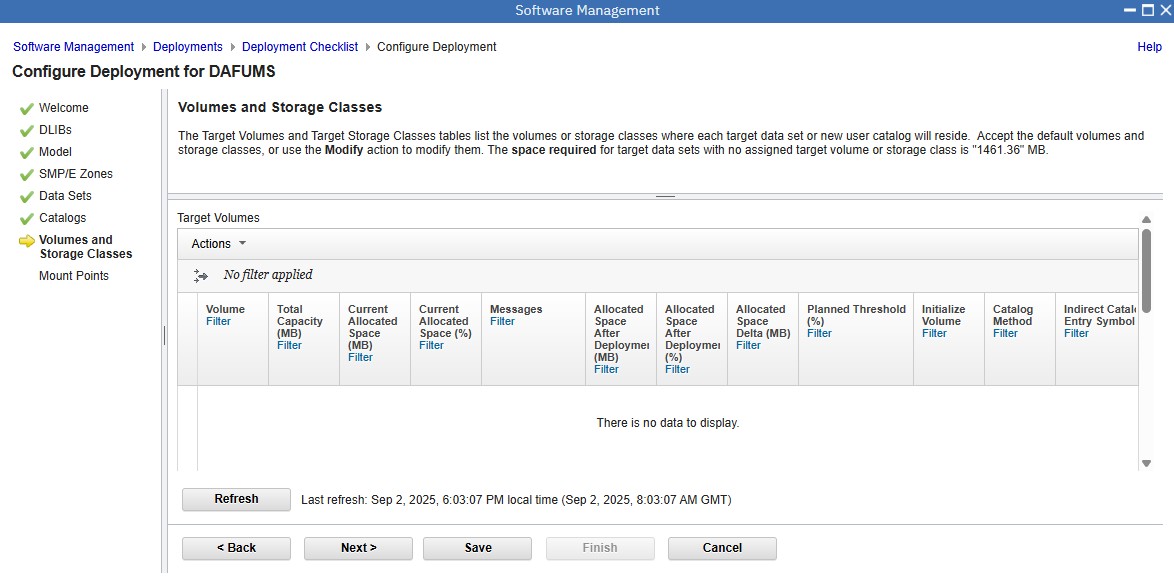 Software Management
Software Management Deployments Deployment Checklist Configure Deployment
Help
Configure Deployment for DAFUMS
Welcome
DLIBs
Model
SMP/E Zones
Data Sets
Catalogs
Volumes and
Storage Classes
Mount Points
Volumes and Storage Classes
The Target Volumes and Target Storage Classes tables list the volumes or storage classes where each target data set or new user catalog will reside. Accept the default volumes and
storage classes, or use the Modify action to modify them. The space required for target data sets with no assigned target volume or storage class is "1461.36" MB.
Target Volumes
Actions
No filter applied
Volume
Filter
Total
Capacity
(MB)
Filter
Current
Allocated
Space
(MB)
Filter
Current
Allocated
Space (%)
Filter
Messages
Filter
Allocated
Space
After
Deploymen
(MB)
Filter
Allocated
Space
After
Deploymen
(%)
Filter
Allocated
Space
Delta (MB)
Filter
Planned Threshold
(%)
Filter
Initialize
Volume
Filter
Catalog
Method
Filter
Indirect Catalo
Entry Symbol
Filter
There is no data to display.
Refresh
Last refresh: Sep 2, 2025, 6:03:07 PM local time (Sep 2, 2025, 8:03:07 AM GMT)
< Back
Next >
Save
Finish
Cancel